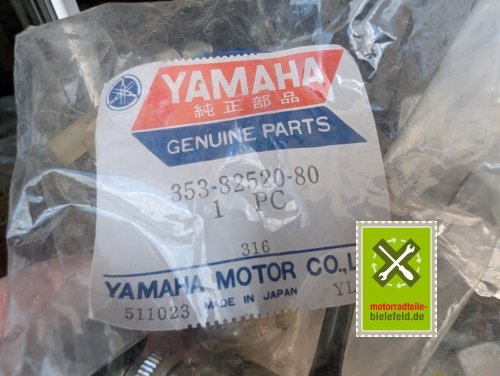 YAMAHA
純正部品
GENUINE PARTS
353-82520-80
1 PC
316
YAMAHA MOTOR CO.,L
MADE IN JAPAN
511023
YL
motorradteile-
bielefeld.de